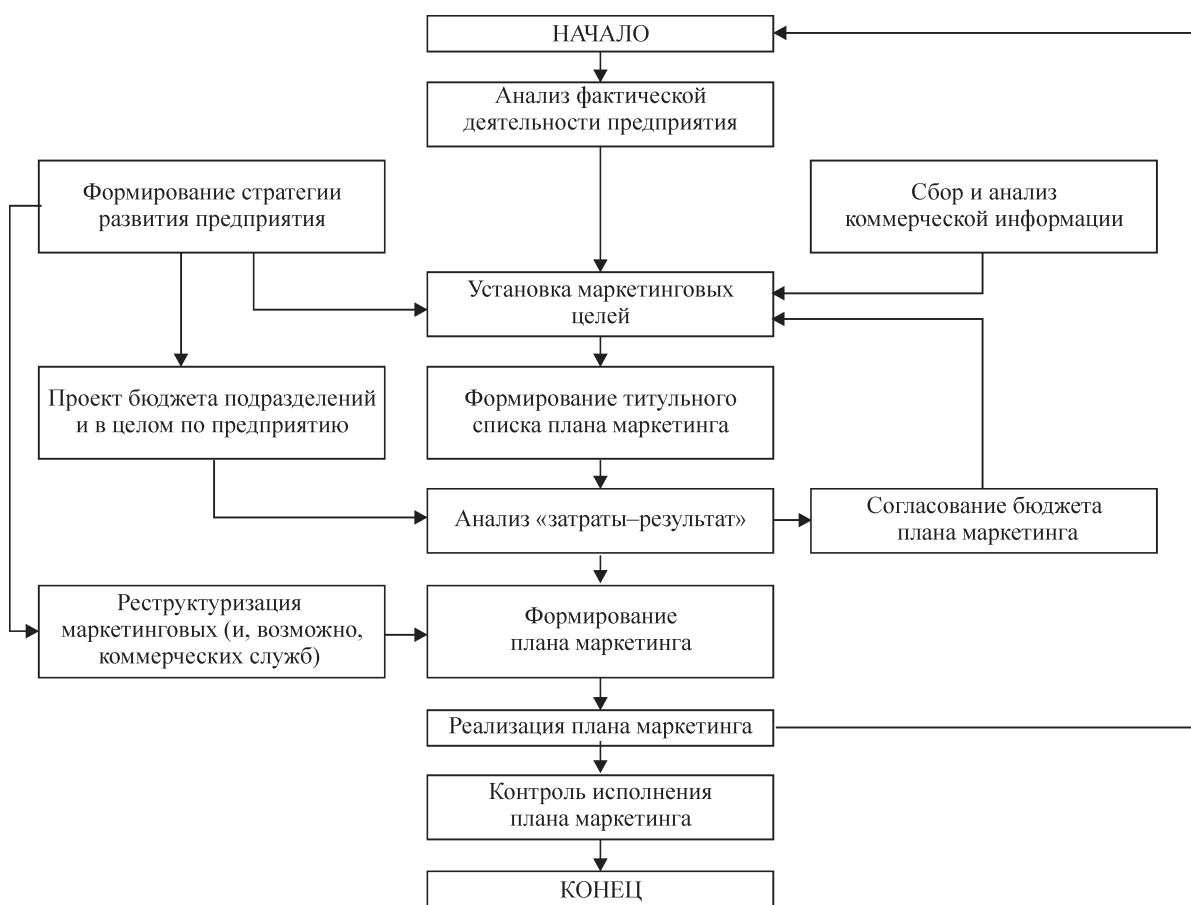 НАЧАЛО
Анализ фактической
деятельности предприятия
Формирование стратегии
развития предприятия
Сбор и анализ
коммерческой информации
Установка маркетинговых
целей
Проект бюджета подразделений
и в целом по предприятию
Формирование титульного
списка плана маркетинга
Анализ «затраты–результат»
Согласование бюджета
плана маркетинга
Реструктуризация
маркетинговых (и, возможно,
коммерческих служб)
Формирование
плана маркетинга
Реализация плана маркетинга
Контроль исполнения
плана маркетинга
КОНЕЦ